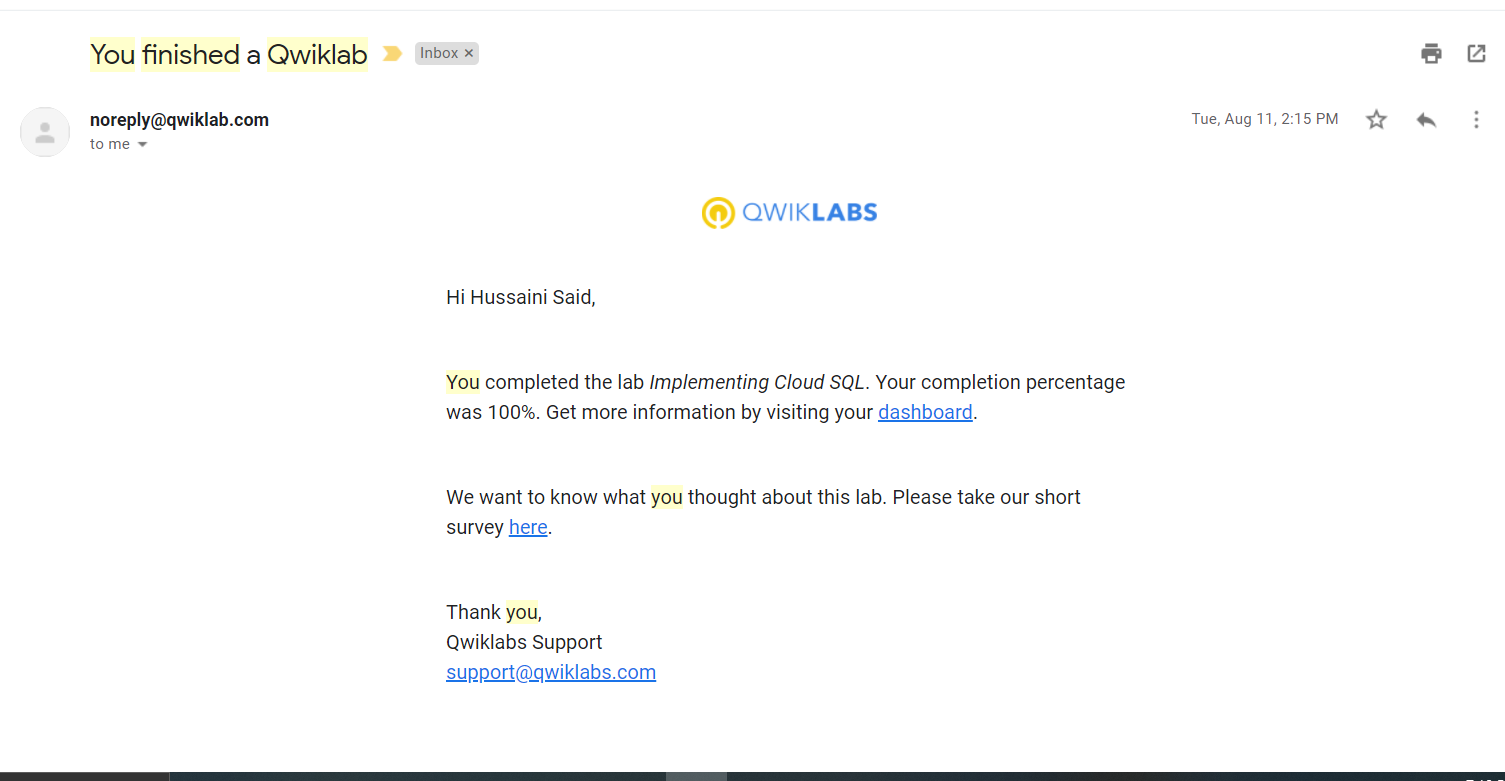 You finished a Qwiklab
Inbox ×
noreply@qwiklab.com
Tue, Aug 11, 2:15 PM
to me
QWIKLABS
Hi Hussaini Said,
You completed the lab Implementing Cloud SQL. Your completion percentage
was 100%. Get more information by visiting your dashboard.
We want to know what you thought about this lab. Please take our short
survey here.
Thank you,
Qwiklabs Support
support@qwiklabs.com